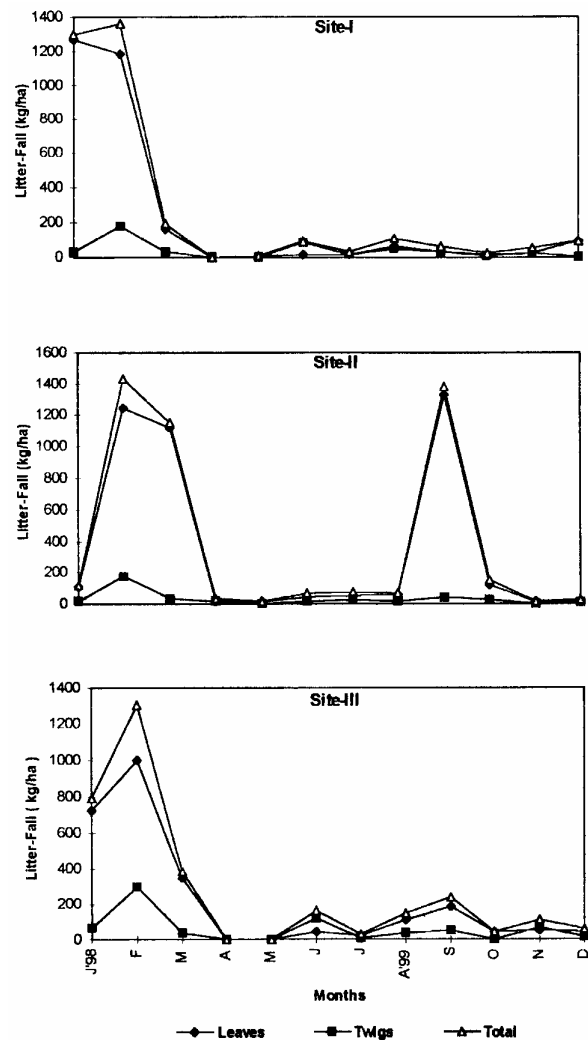 Site-I
Litter-Fall (kg/ha)
1400
1200
1000
800
600
400
200
0
Site-II
Litter-Fall (kg/ha)
1600
1400
1200
1000
800
600
400
200
0
Site-III
Litter-Fall ( kg/ha)
1400
1200
1000
800
600
400
200
0
J'98 F M A M J J A'99 S O N D
Months
Leaves Twigs Total